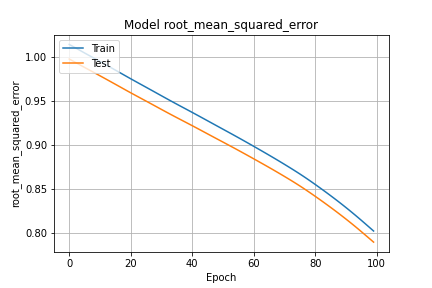 Model root_mean_squared_error
Train
Test
1.00
0.95
0.90
0.85
0.80
root_mean_squared_error
0 20 40 60 80 100
Epoch